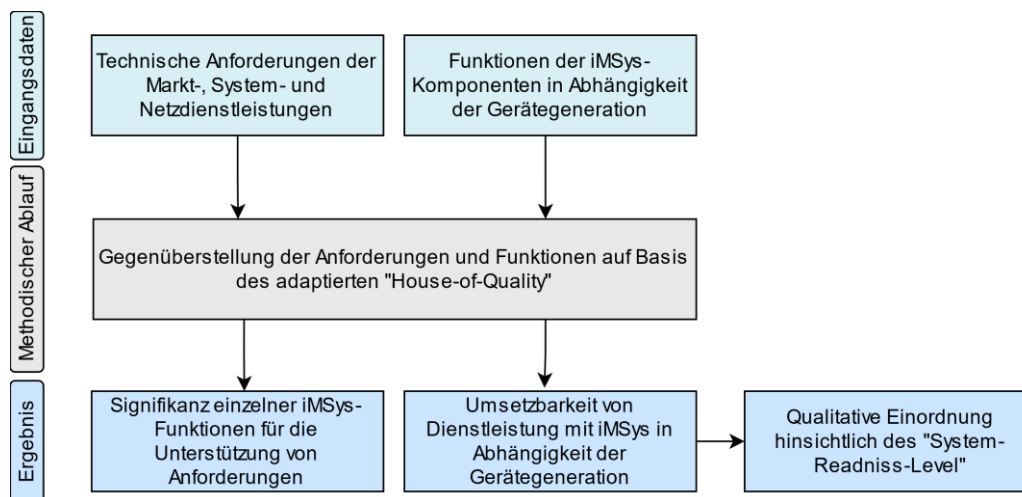 Eingangsdaten
Technische Anforderungen der
Markt-, System- und
Netzdienstleistungen
Funktionen der iMSys-
Komponenten in Abhängigkeit
der Gerätegeneration
Methodischer Ablauf
Gegenüberstellung der Anforderungen und Funktionen auf Basis
des adaptierten "House-of-Quality"
Ergebnis
Signifikanz einzelner iMSys-
Funktionen für die
Unterstützung von
Anforderungen
Umsetzbarkeit von
Dienstleistung mit iMSys in
Abhängigkeit der
Gerätegeneration
Qualitative Einordnung
hinsichtlich des "System-
Readniss-Level"